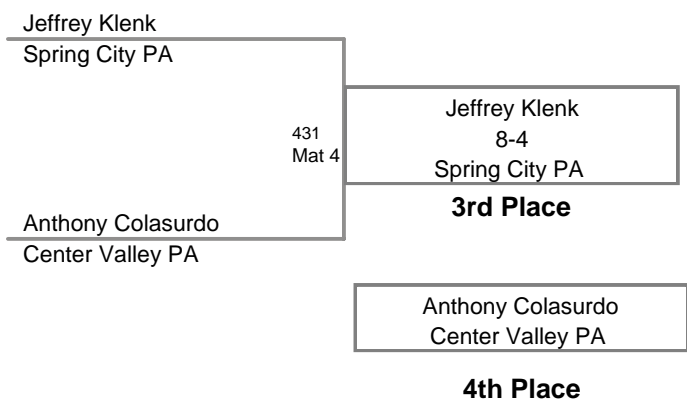 Jeffrey Klenk
Spring City PA
431
Mat 4
Jeffrey Klenk
8-4
Spring City PA
3rd Place
Anthony Colasurdo
Center Valley PA
Anthony Colasurdo
Center Valley PA
4th Place